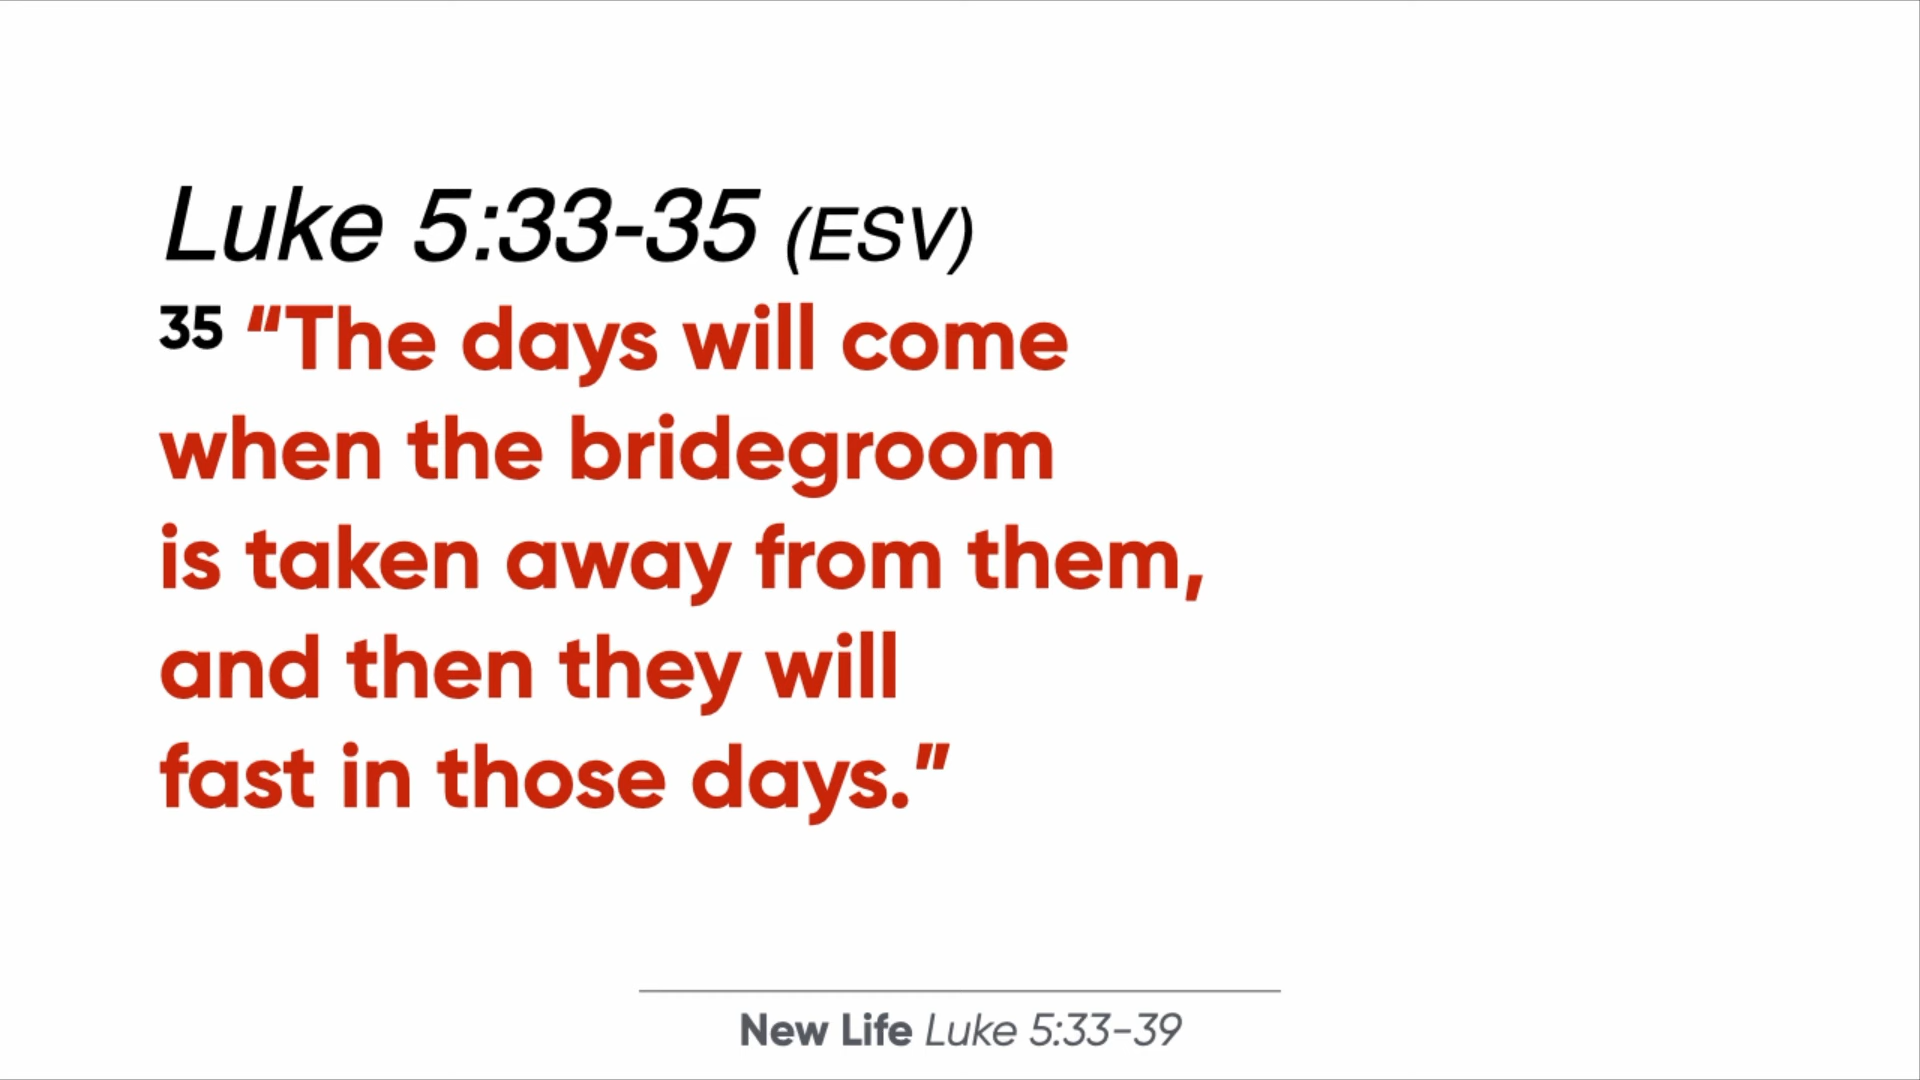 Luke 5:33-35 (ESV)
35 “The days will come
when the bridegroom
is taken away from them,
and then they will
fast in those days.”
New Life Luke 5:33–39